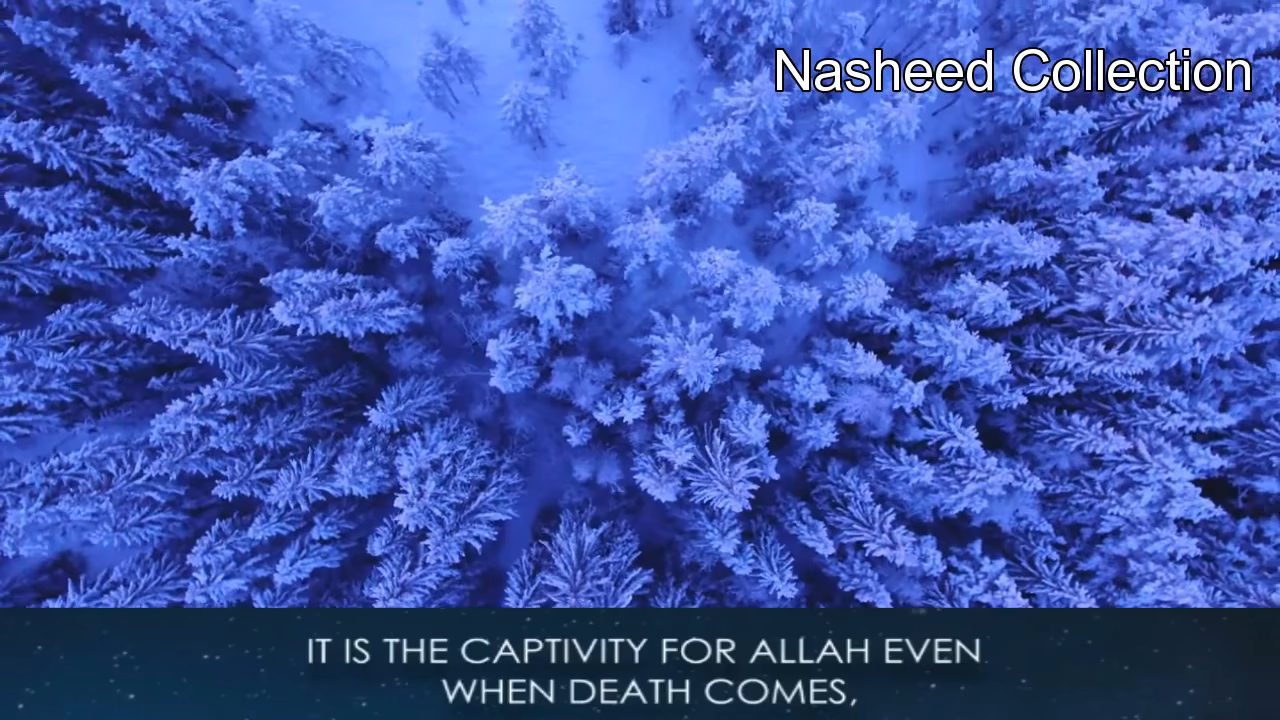 Nasheed Collection
IT IS THE CAPTIVITY FOR ALLAH EVEN
WHEN DEATH COMES,